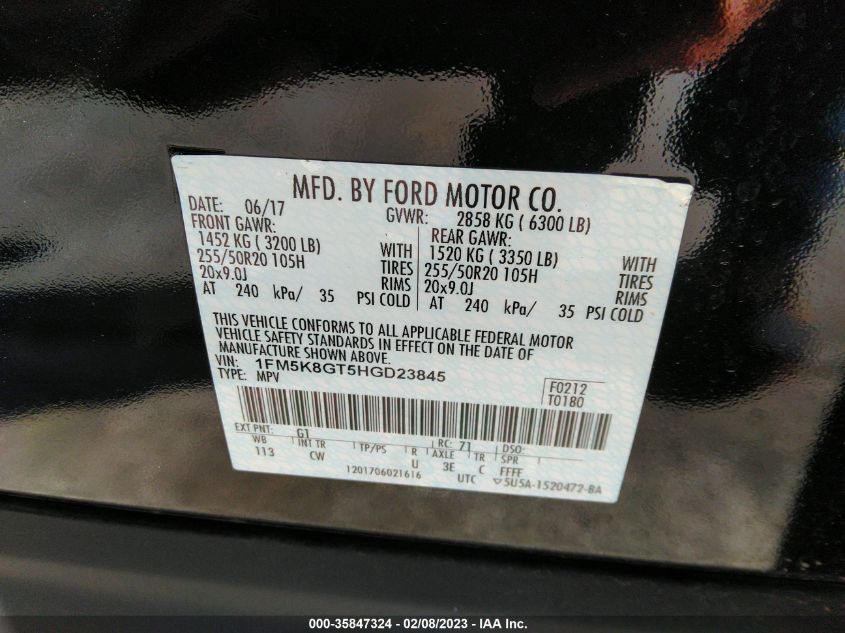 MFD. BY FORD MOTOR CO.
DATE: 06/17 GVWR: 2858 KG ( 6300 LB)
FRONT GAWR: REAR GAWR:
1452 KG ( 3200 LB) WITH 1520 KG ( 3350 LB) WITH
255/50R20 105H TIRES 255/50R20 105H TIRES
20x9.0J RIMS 20x9.0J RIMS
AT 240 kPa/ 35 PSI COLD AT 240 kPa/ 35 PSI COLD
THIS VEHICLE CONFORMS TO ALL APPLICABLE FEDERAL MOTOR
VEHICLE SAFETY STANDARDS IN EFFECT ON THE DATE OF
MANUFACTURE SHOWN ABOVE.
VIN: 1FM5K8GT5HGD23845
TYPE: MPV
F0212
T0180
EXT PNT: G1 RC: 71 DSO:
WB INT TR TP/PS R AXLE TR SPR
113 CW U 3E C FFFF
1201706021616 UTC ▽5U5A-1520472-BA
000-35847324 — 02/08/2023 — IAA Inc.